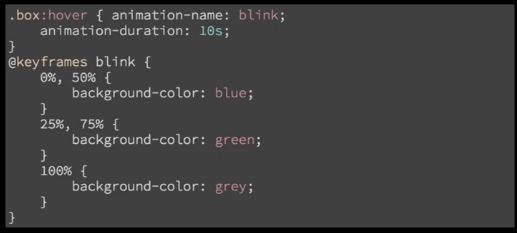 .box:hover { animation-name: blink;
    animation-duration: 10s;
}
@keyframes blink {
    0%, 50% {
        background-color: blue;
    }
    25%, 75% {
        background-color: green;
    }
    100% {
        background-color: grey;
    }
}